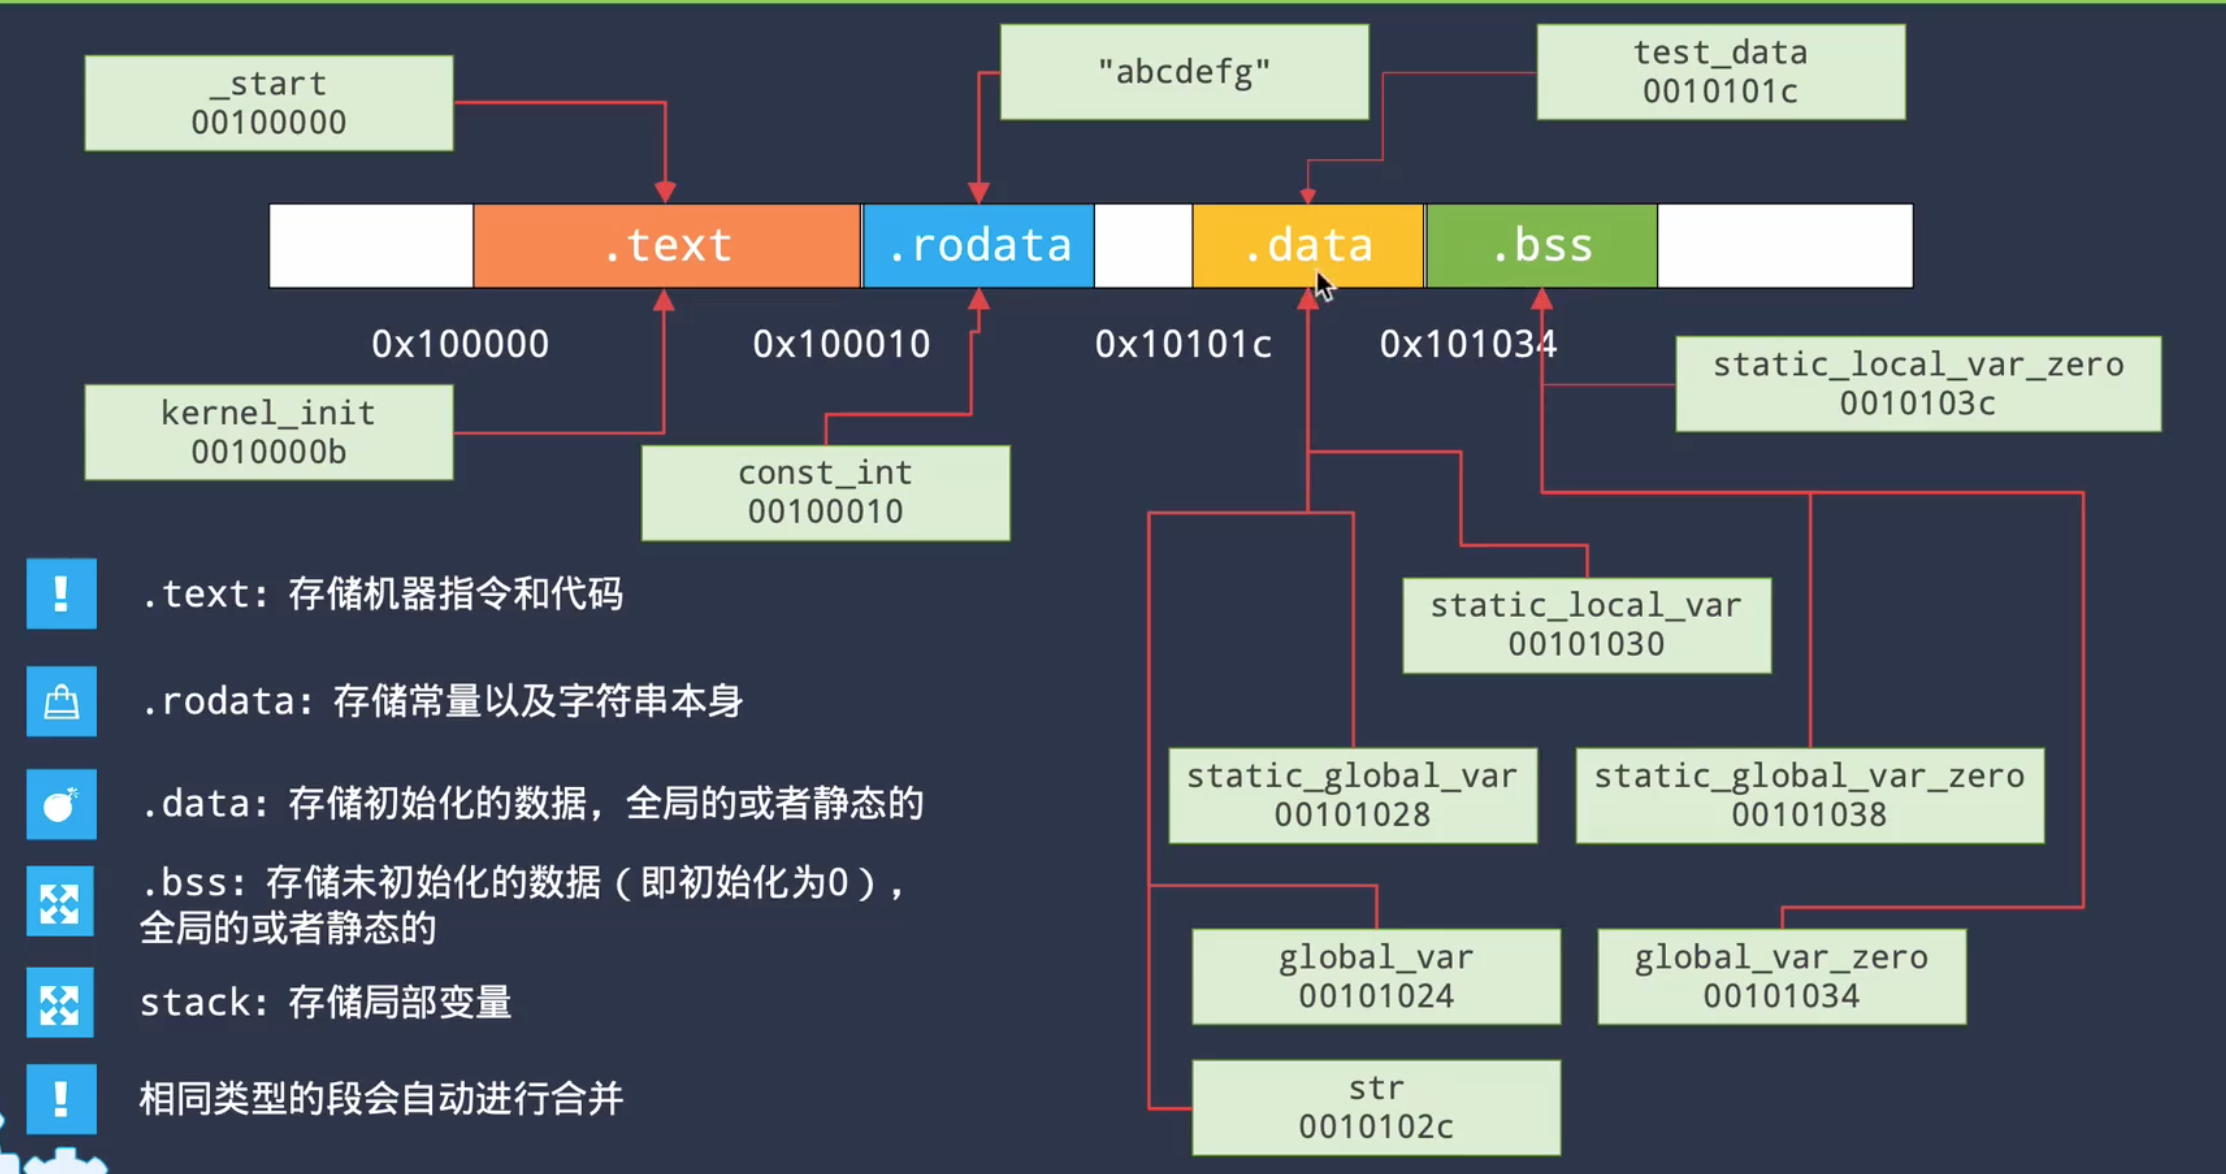 _start
00100000
"abcdefg"
test_data
0010101c
.text
.rodata
.data
.bss
0x100000
0x100010
0x10101c
0x101034
static_local_var_zero
0010103c
kernel_init
0010000b
const_int
00100010
static_local_var
00101030
static_global_var
00101028
static_global_var_zero
00101038
global_var
00101024
global_var_zero
00101034
str
0010102c
.text: 存储机器指令和代码
.rodata: 存储常量以及字符串本身
.data: 存储初始化的数据，全局的或者静态的
.bss: 存储未初始化的数据（即初始化为0），
全局的或者静态的
stack: 存储局部变量
相同类型的段会自动进行合并